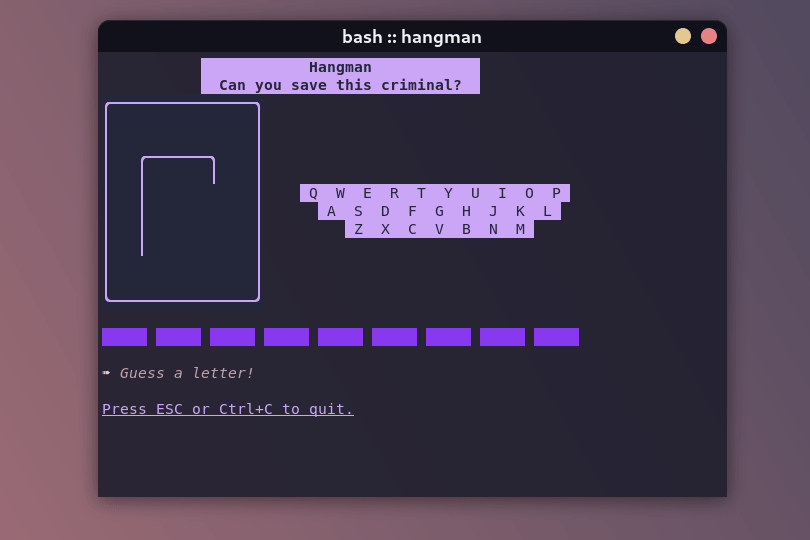 bash :: hangman
Hangman
Can you save this criminal?
Q W E R T Y U I O P
A S D F G H J K L
Z X C V B N M
➠ Guess a letter!
Press ESC or Ctrl+C to quit.